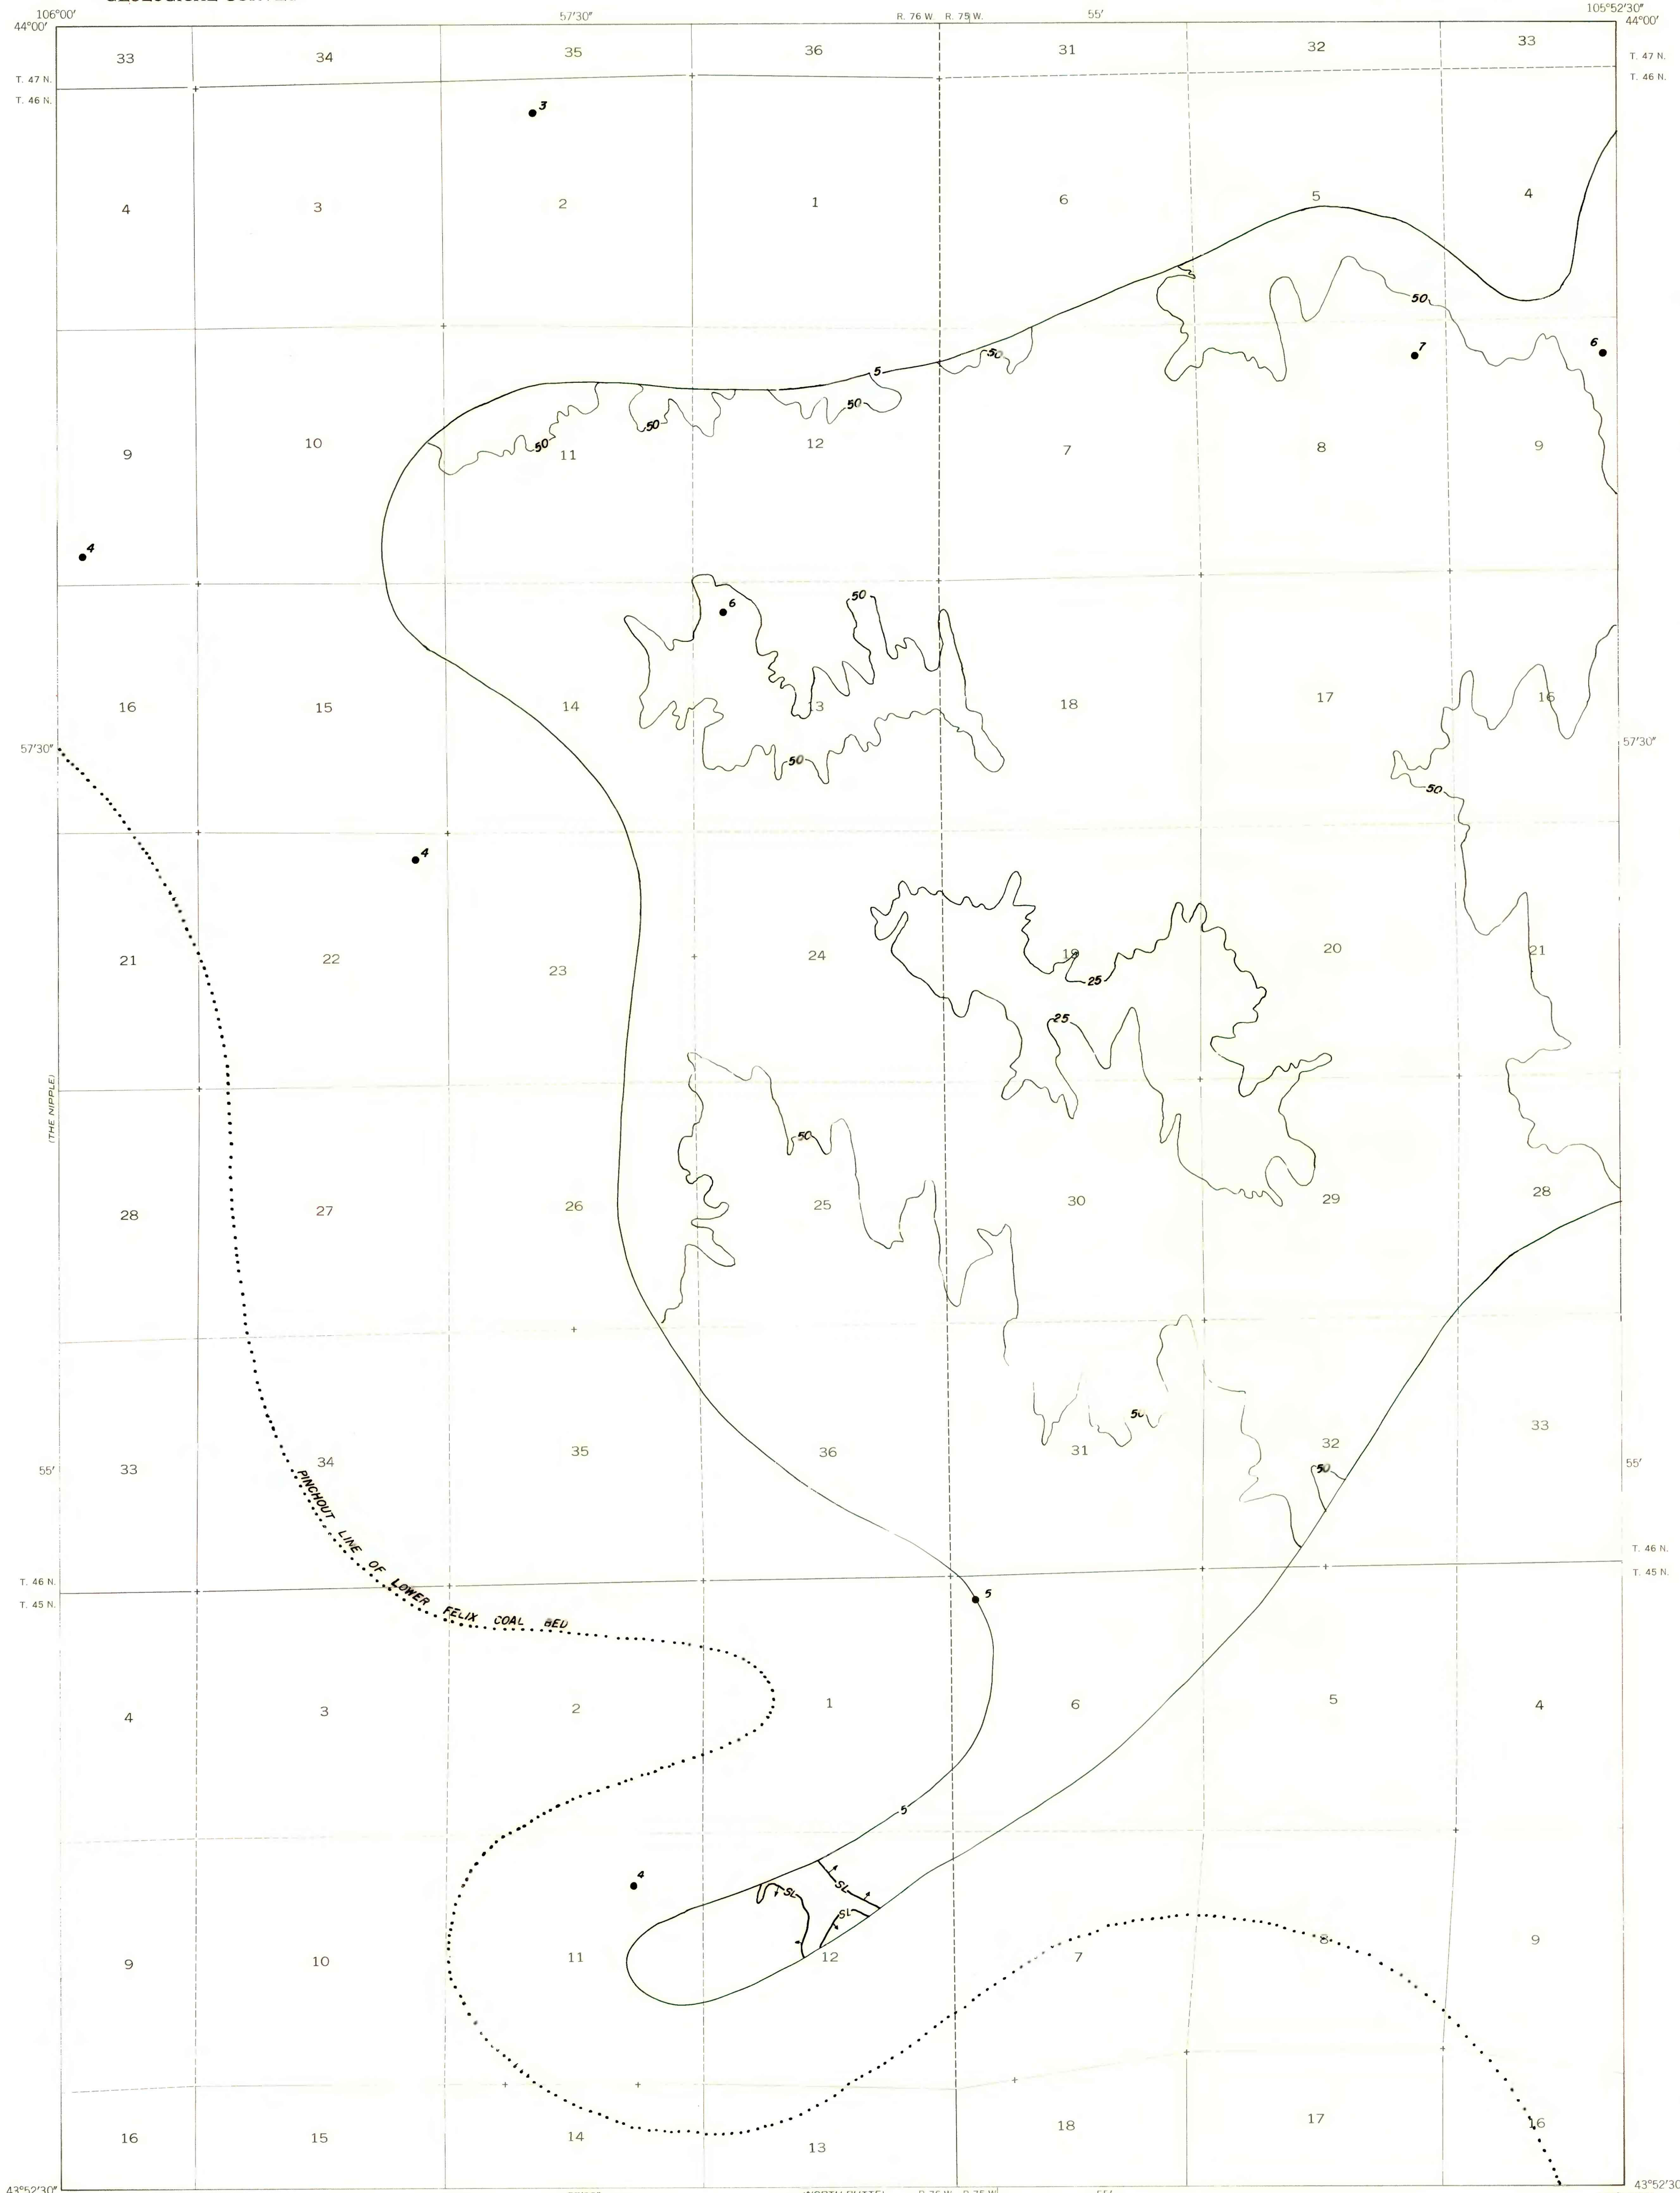 106°00′ 57′30″ R. 76 W. R. 75 W. 55′ 105°52′30″
44°00′ 44°00′
33 34 35 36 31 32 33
T. 47 N. T. 47 N.
T. 46 N. T. 46 N.
3
4 3 2 1 6 5 4
50
7 6
50
5
50 50
50
9 10 11 12 7 8 9
4
6 50
16 15 14 13 18 17 16
57′30″ 57′30″
50 50
4
21 22 23 24 19 20 21
25
25
(THE NIPPLE)
50
28 27 26 25 30 29 28
50
33 34 35 36 31 32 33
55′ 55′
50
PINCHOUT LINE OF LOWER FELIX COAL BED
T. 46 N. T. 46 N.
T. 45 N. T. 45 N.
5
4 3 2 1 6 5 4
5
4
SL SL
SL
9 10 11 12 7 8 9
16 15 14 13 18 17 16
43°52′30″ 43°52′30″